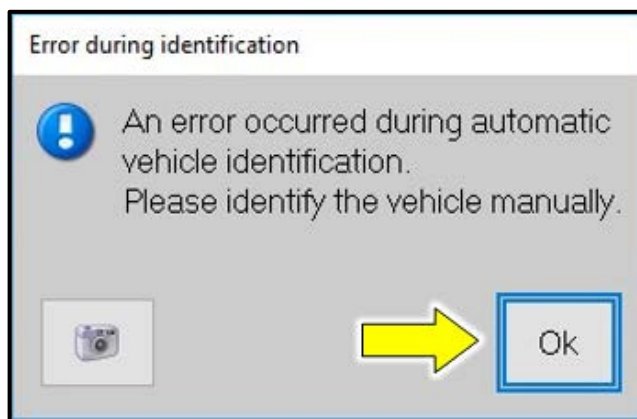 Error during identification
An error occurred during automatic
vehicle identification.
Please identify the vehicle manually.
Ok